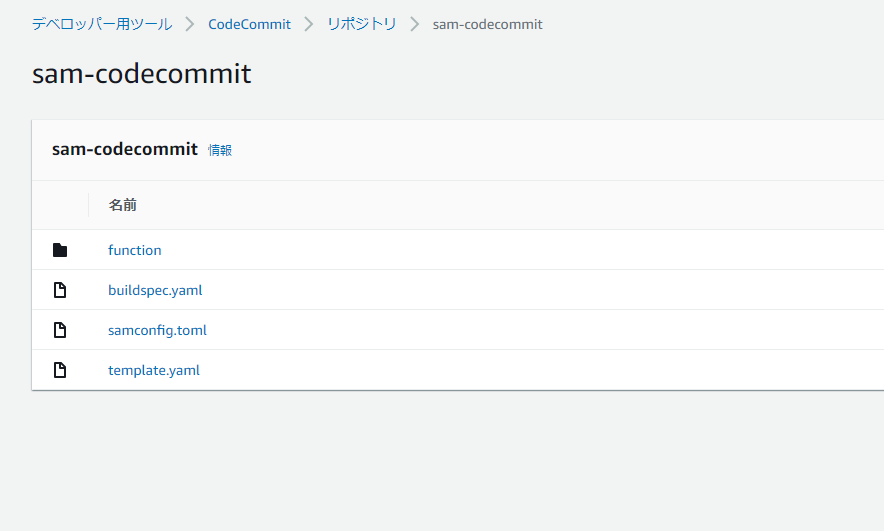 デベロッパー用ツール > CodeCommit > リポジトリ > sam-codecommit
sam-codecommit
sam-codecommit 情報
名前
function
buildspec.yaml
samconfig.toml
template.yaml